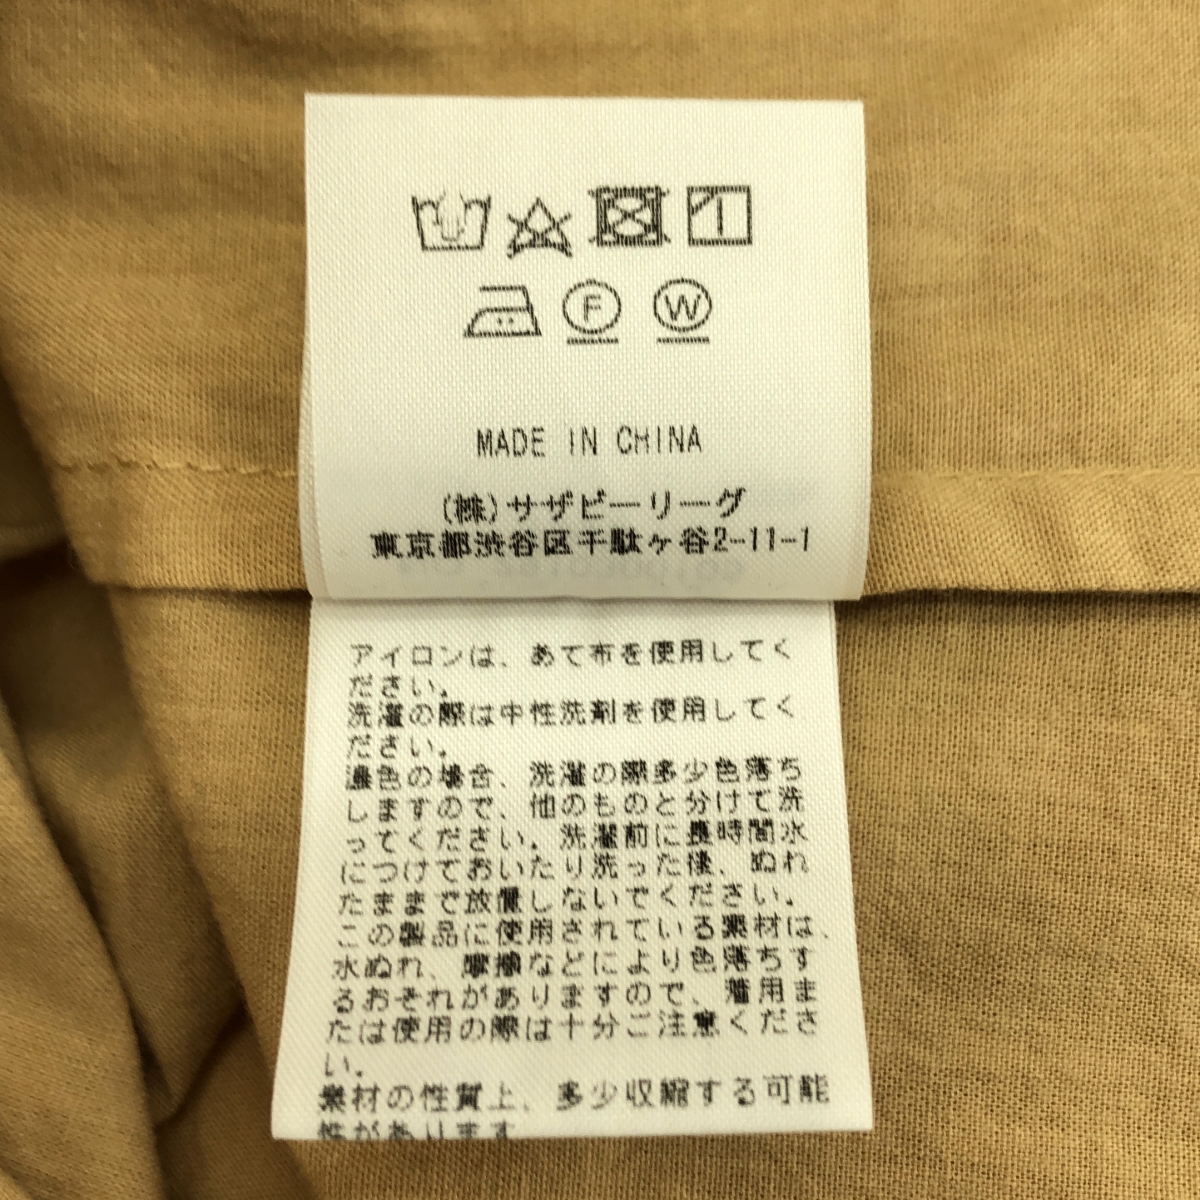 F W
MADE IN CHINA
(株)サザビーリーグ
東京都渋谷区千駄ヶ谷2-11-1
アイロンは、あて布を使用してく
ださい。
洗濯の際は中性洗剤を使用してく
ださい。
濃色の場合、洗濯の際多少色落ち
しますので、他のものと分けて洗
ってください。洗濯前に長時間水
につけておいたり洗った後、ぬれ
たままで放置しないでください。
この製品に使用されている素材は、
水ぬれ、摩擦などにより色落ちす
るおそれがありますので、着用ま
たは使用の際は十分ご注意くださ
い。
素材の性質上、多少収縮する可能
性があります